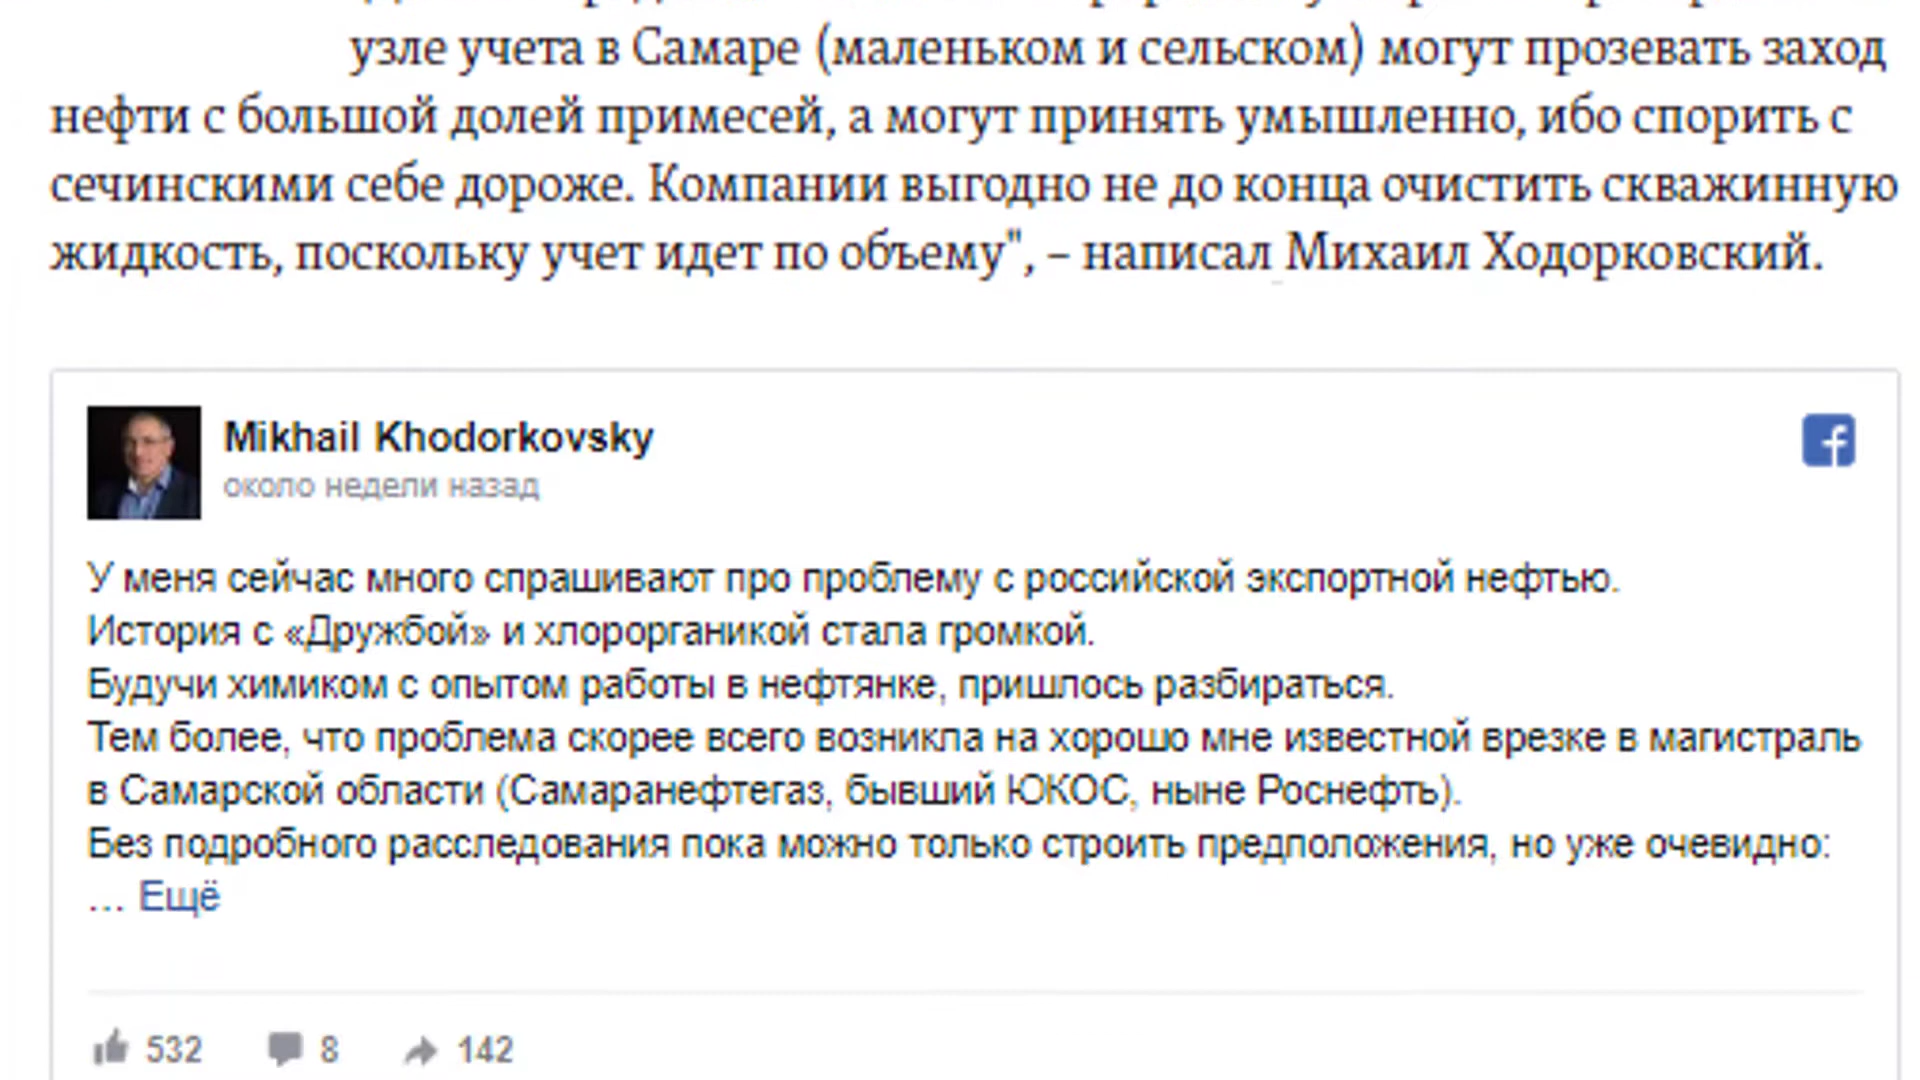 узле учета в Самаре (маленьком и сельском) могут прозевать заход
нефти с большой долей примесей, а могут принять умышленно, ибо спорить с
сечинскими себе дороже. Компании выгодно не до конца очистить скважинную
жидкость, поскольку учет идет по объему", – написал Михаил Ходорковский.
Mikhail Khodorkovsky
около недели назад
У меня сейчас много спрашивают про проблему с российской экспортной нефтью.
История с «Дружбой» и хлорорганикой стала громкой.
Будучи химиком с опытом работы в нефтянке, пришлось разбираться.
Тем более, что проблема скорее всего возникла на хорошо мне известной врезке в магистраль
в Самарской области (Самаранефтегаз, бывший ЮКОС, ныне Роснефть).
Без подробного расследования пока можно только строить предположения, но уже очевидно:
... Ещё
532 8 142